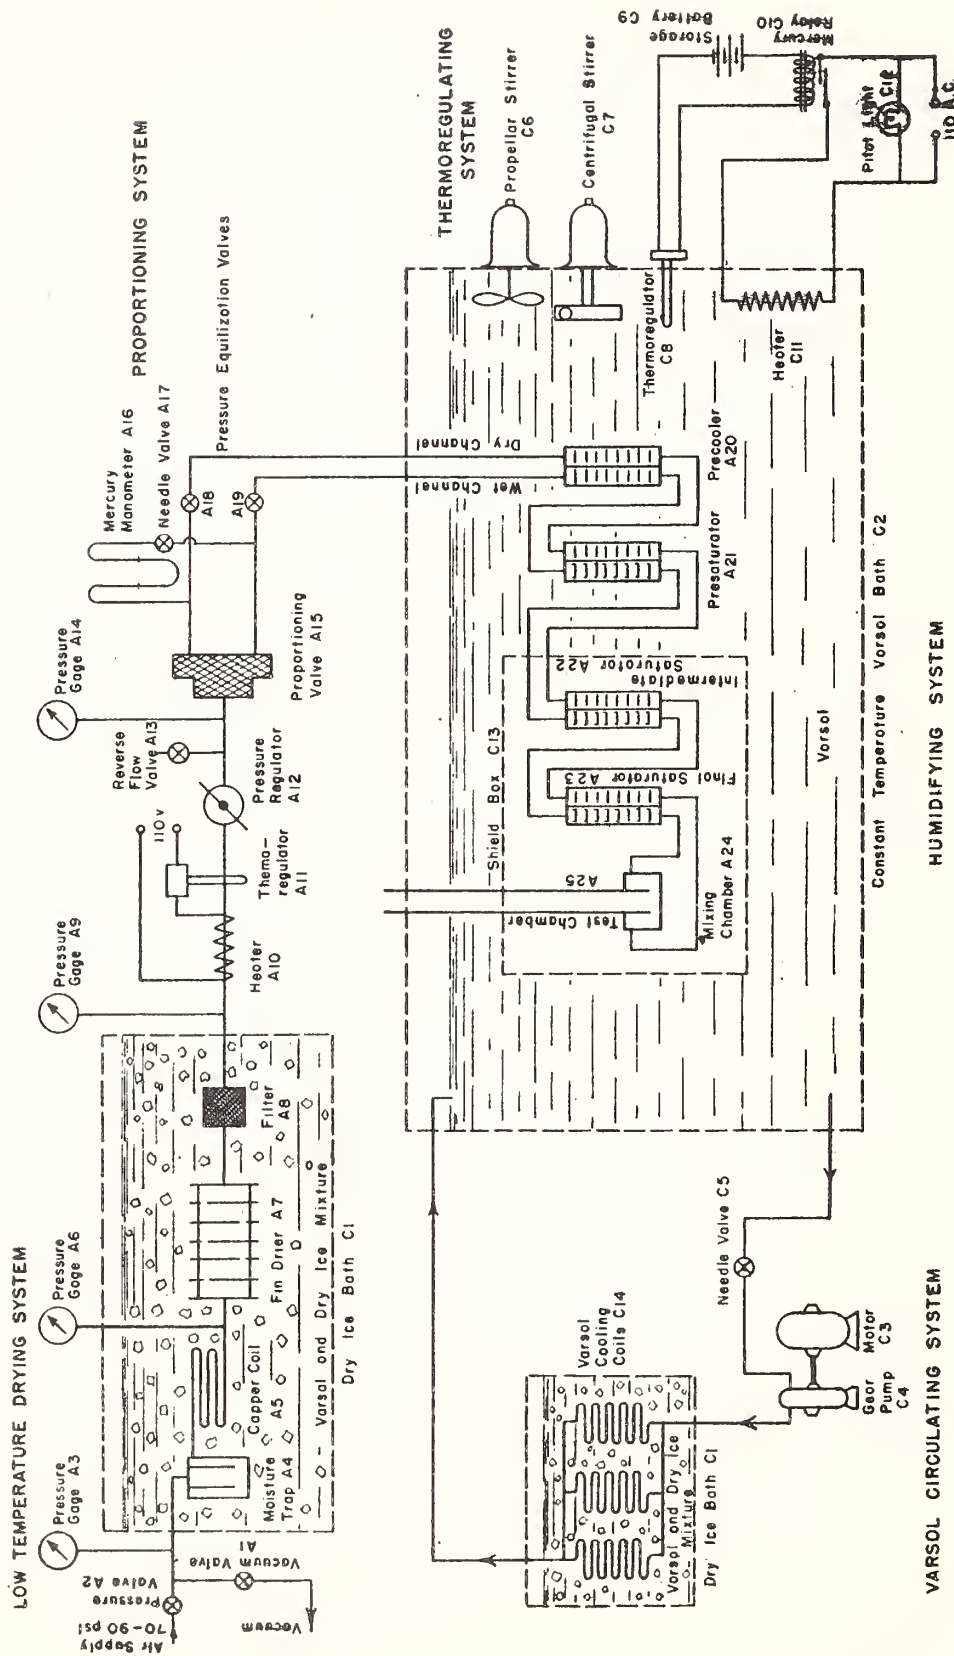 LOW TEMPERATURE DRYING SYSTEM
Air Supply
70-90 psi
Pressure
Valve A2
Vacuum
Vacuum Valve
A1
Pressure
Gage A3
Moisture
Trap A4
Copper Coil
A5
Pressure
Gage A6
Fin Drier A7
Filter
A8
Varsol and Dry Ice Mixture
Dry Ice Bath C1
Pressure
Gage A9
Heater
A10
110v
Thema-
regulator
A11
Pressure
Regulator
A12
Reverse
Flow
Valve A13
Pressure
Gage A14
Proportioning
Valve A15
Mercury
Manometer A16
Needle Valve A17
A18
A19
Pressure Equilization Valves
PROPORTIONING SYSTEM
THERMOREGULATING
SYSTEM
Propellar Stirrer
C6
Centrifugal Stirrer
C7
Storage
Battery C9
Mercury
Relay C10
Pilot Light
C12
110 A.C.
Thermoregulator
C8
Heater
C11
Dry Channel
Wet Channel
Precooler
A20
Presaturator
A21
Intermediate
Saturator A22
Final Saturator A23
Shield Box C13
Test Chamber
A25
Mixing
Chamber A24
Varsol
Constant Temperature Varsol Bath C2
HUMIDIFYING SYSTEM
Needle Valve C5
Motor
C3
Gear
Pump
C4
Varsol
Cooling
Coils C14
Varsol and Dry Ice
Mixture
Dry Ice Bath C1
VARSOL CIRCULATING SYSTEM